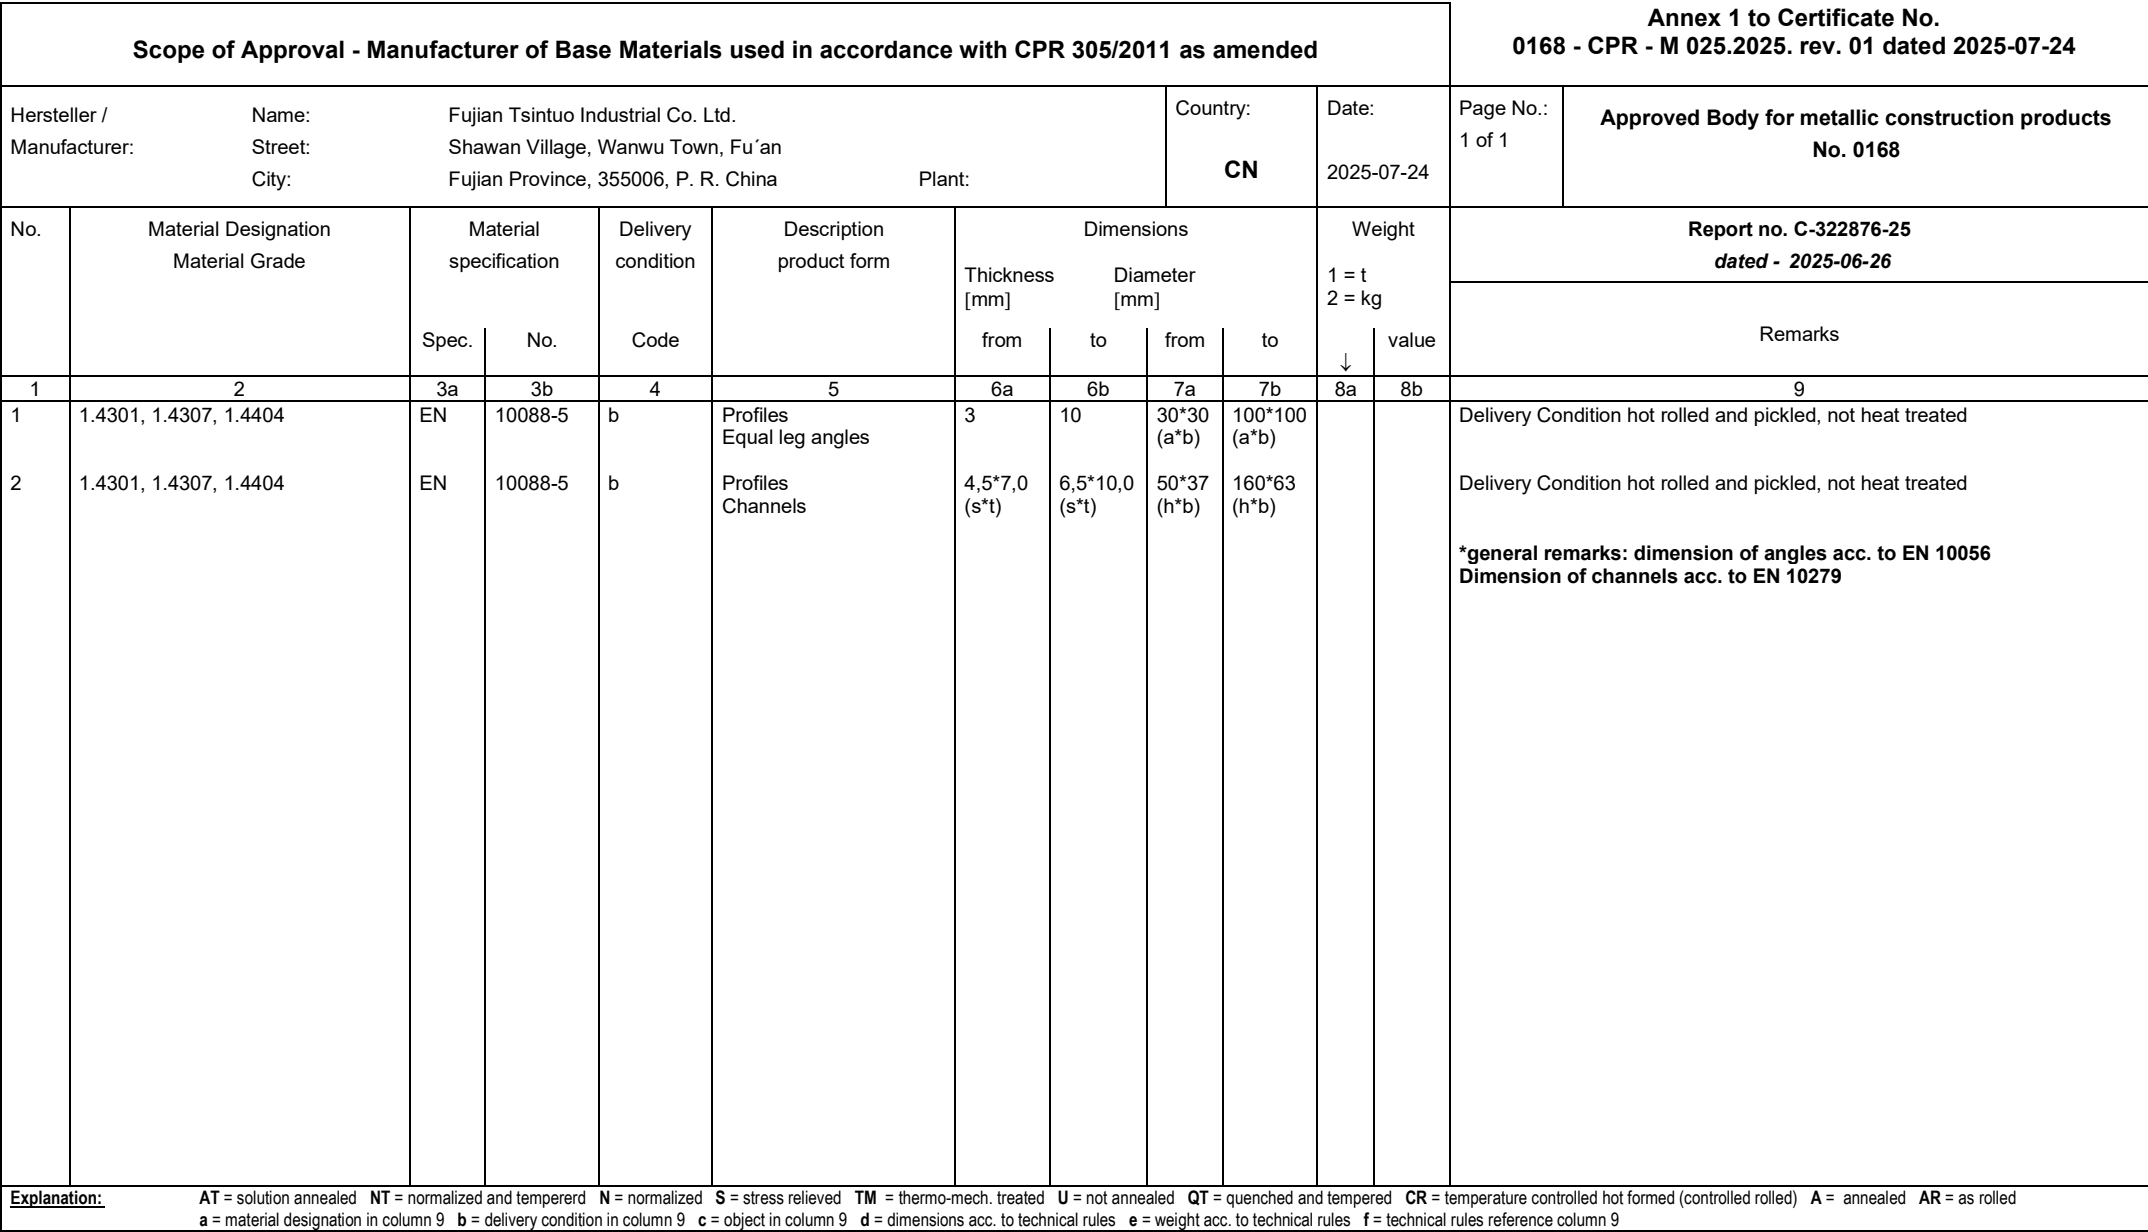 Scope of Approval - Manufacturer of Base Materials used in accordance with CPR 305/2011 as amended
Annex 1 to Certificate No.
0168 - CPR - M 025.2025. rev. 01 dated 2025-07-24
Hersteller / Name: Fujian Tsintuo Industrial Co. Ltd.
Manufacturer: Street: Shawan Village, Wanwu Town, Fu´an
City: Fujian Province, 355006, P. R. China Plant:
Country:
CN
Date:
2025-07-24
Page No.:
1 of 1
Approved Body for metallic construction products
No. 0168
No.
Material Designation
Material Grade
Material
specification
Spec. No.
Delivery
condition
Code
Description
product form
Dimensions
Thickness Diameter
[mm] [mm]
from to from to
Weight
1 = t
2 = kg
↓ value
Report no. C-322876-25
dated - 2025-06-26
Remarks
1 2 3a 3b 4 5 6a 6b 7a 7b 8a 8b 9
1 1.4301, 1.4307, 1.4404 EN 10088-5 b Profiles 3 10 30*30 100*100 Delivery Condition hot rolled and pickled, not heat treated
Equal leg angles (a*b) (a*b)
2 1.4301, 1.4307, 1.4404 EN 10088-5 b Profiles 4,5*7,0 6,5*10,0 50*37 160*63 Delivery Condition hot rolled and pickled, not heat treated
Channels (s*t) (s*t) (h*b) (h*b)
*general remarks: dimension of angles acc. to EN 10056
Dimension of channels acc. to EN 10279
Explanation: AT = solution annealed NT = normalized and tempererd N = normalized S = stress relieved TM = thermo-mech. treated U = not annealed QT = quenched and tempered CR = temperature controlled hot formed (controlled rolled) A = annealed AR = as rolled
a = material designation in column 9 b = delivery condition in column 9 c = object in column 9 d = dimensions acc. to technical rules e = weight acc. to technical rules f = technical rules reference column 9